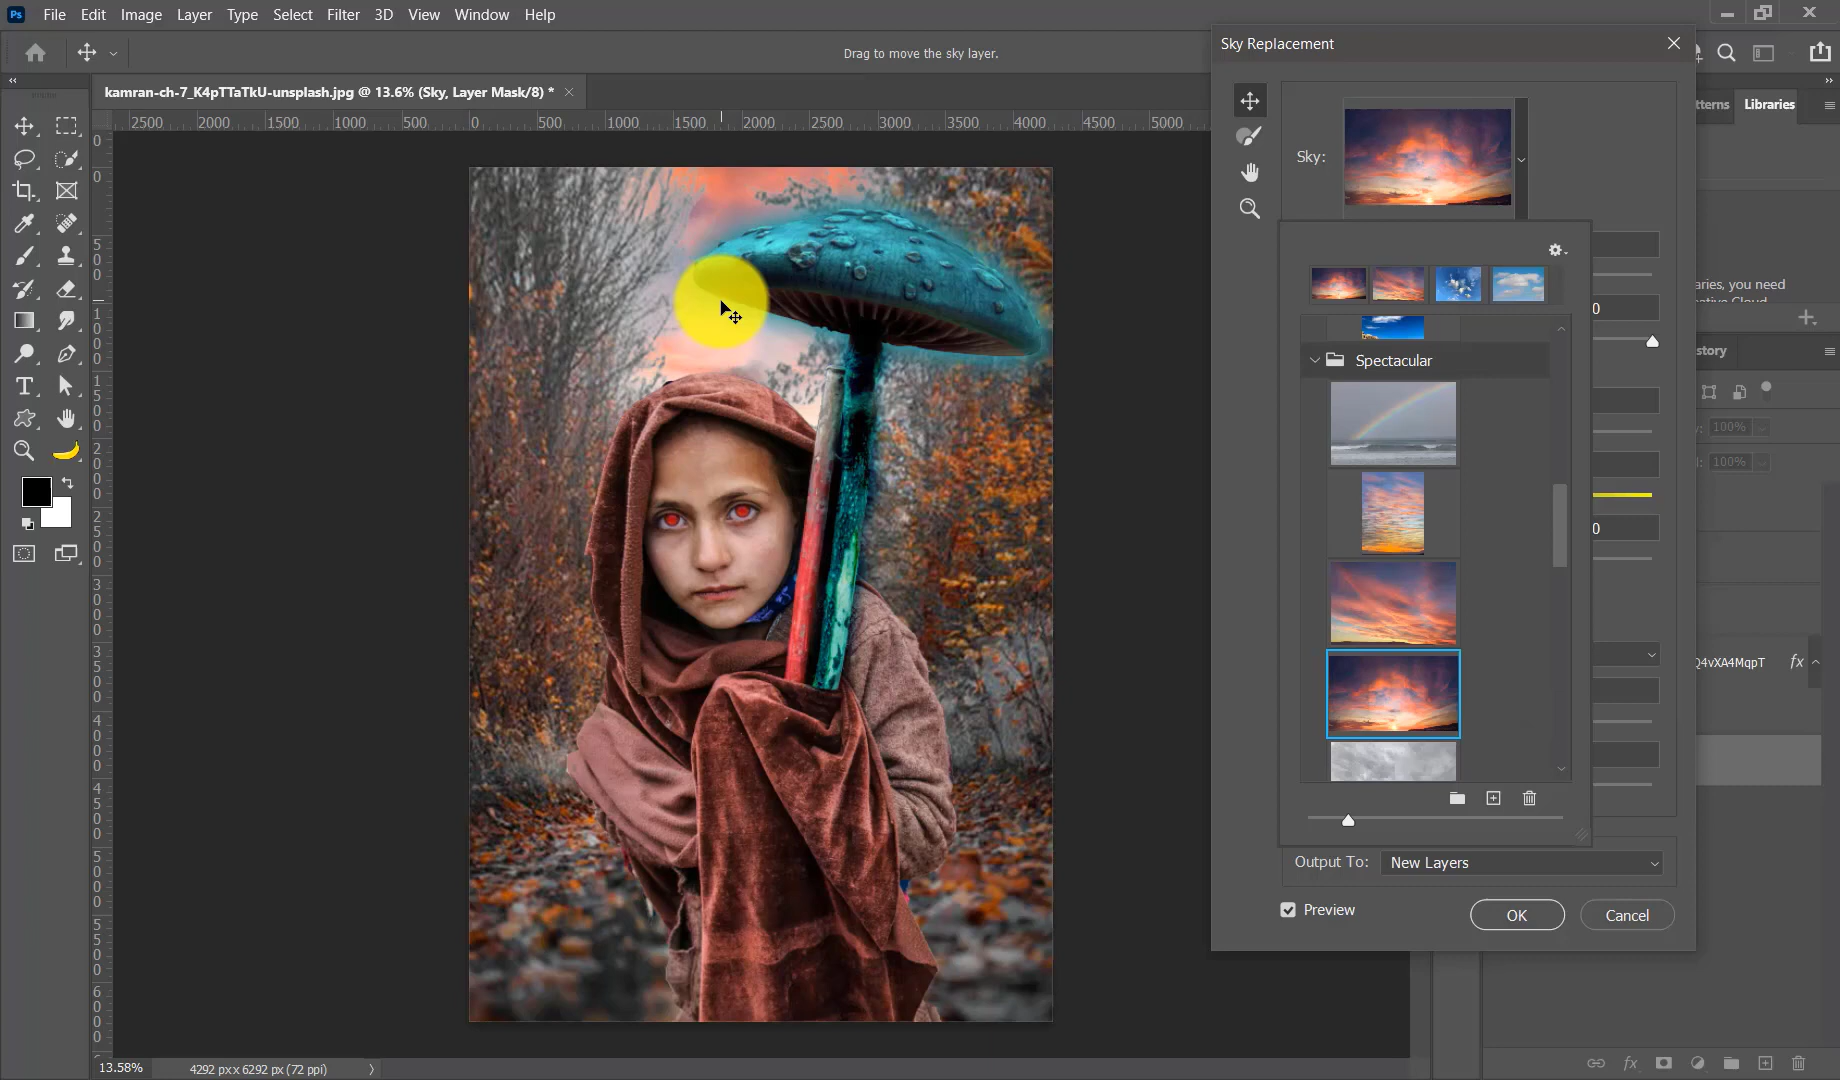 Ps File Edit Image Layer Type Select Filter 3D View Window Help
Drag to move the sky layer.
Sky Replacement
kamran-ch-7_K4pTTaTkU-unsplash.jpg @ 13.6% (Sky, Layer Mask/8) *
Libraries
2500 2000 1500 1000 500 0 500 1000 1500 2000 2500 3000 3500 4000 4500 5000
Sky:
aries, you need
Spectacular
100%
100%
Q4vXA4MqpT fx
Output To: New Layers
Preview
OK
Cancel
13.58%
4292 px x 6292 px (72 ppi)
fx